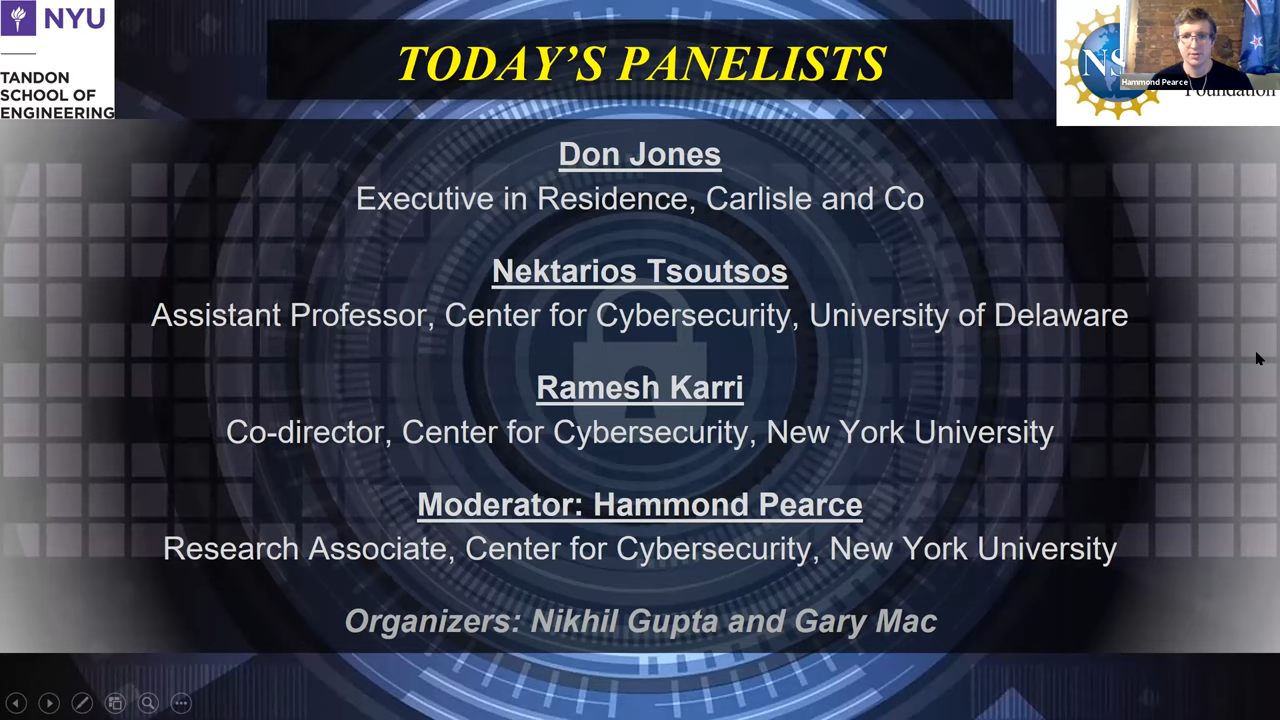 NYU
TANDON
SCHOOL OF
ENGINEERING
TODAY'S PANELISTS
NS
Hammond Pearce
Foundation
Don Jones
Executive in Residence, Carlisle and Co
Nektarios Tsoutsos
Assistant Professor, Center for Cybersecurity, University of Delaware
Ramesh Karri
Co-director, Center for Cybersecurity, New York University
Moderator: Hammond Pearce
Research Associate, Center for Cybersecurity, New York University
Organizers: Nikhil Gupta and Gary Mac